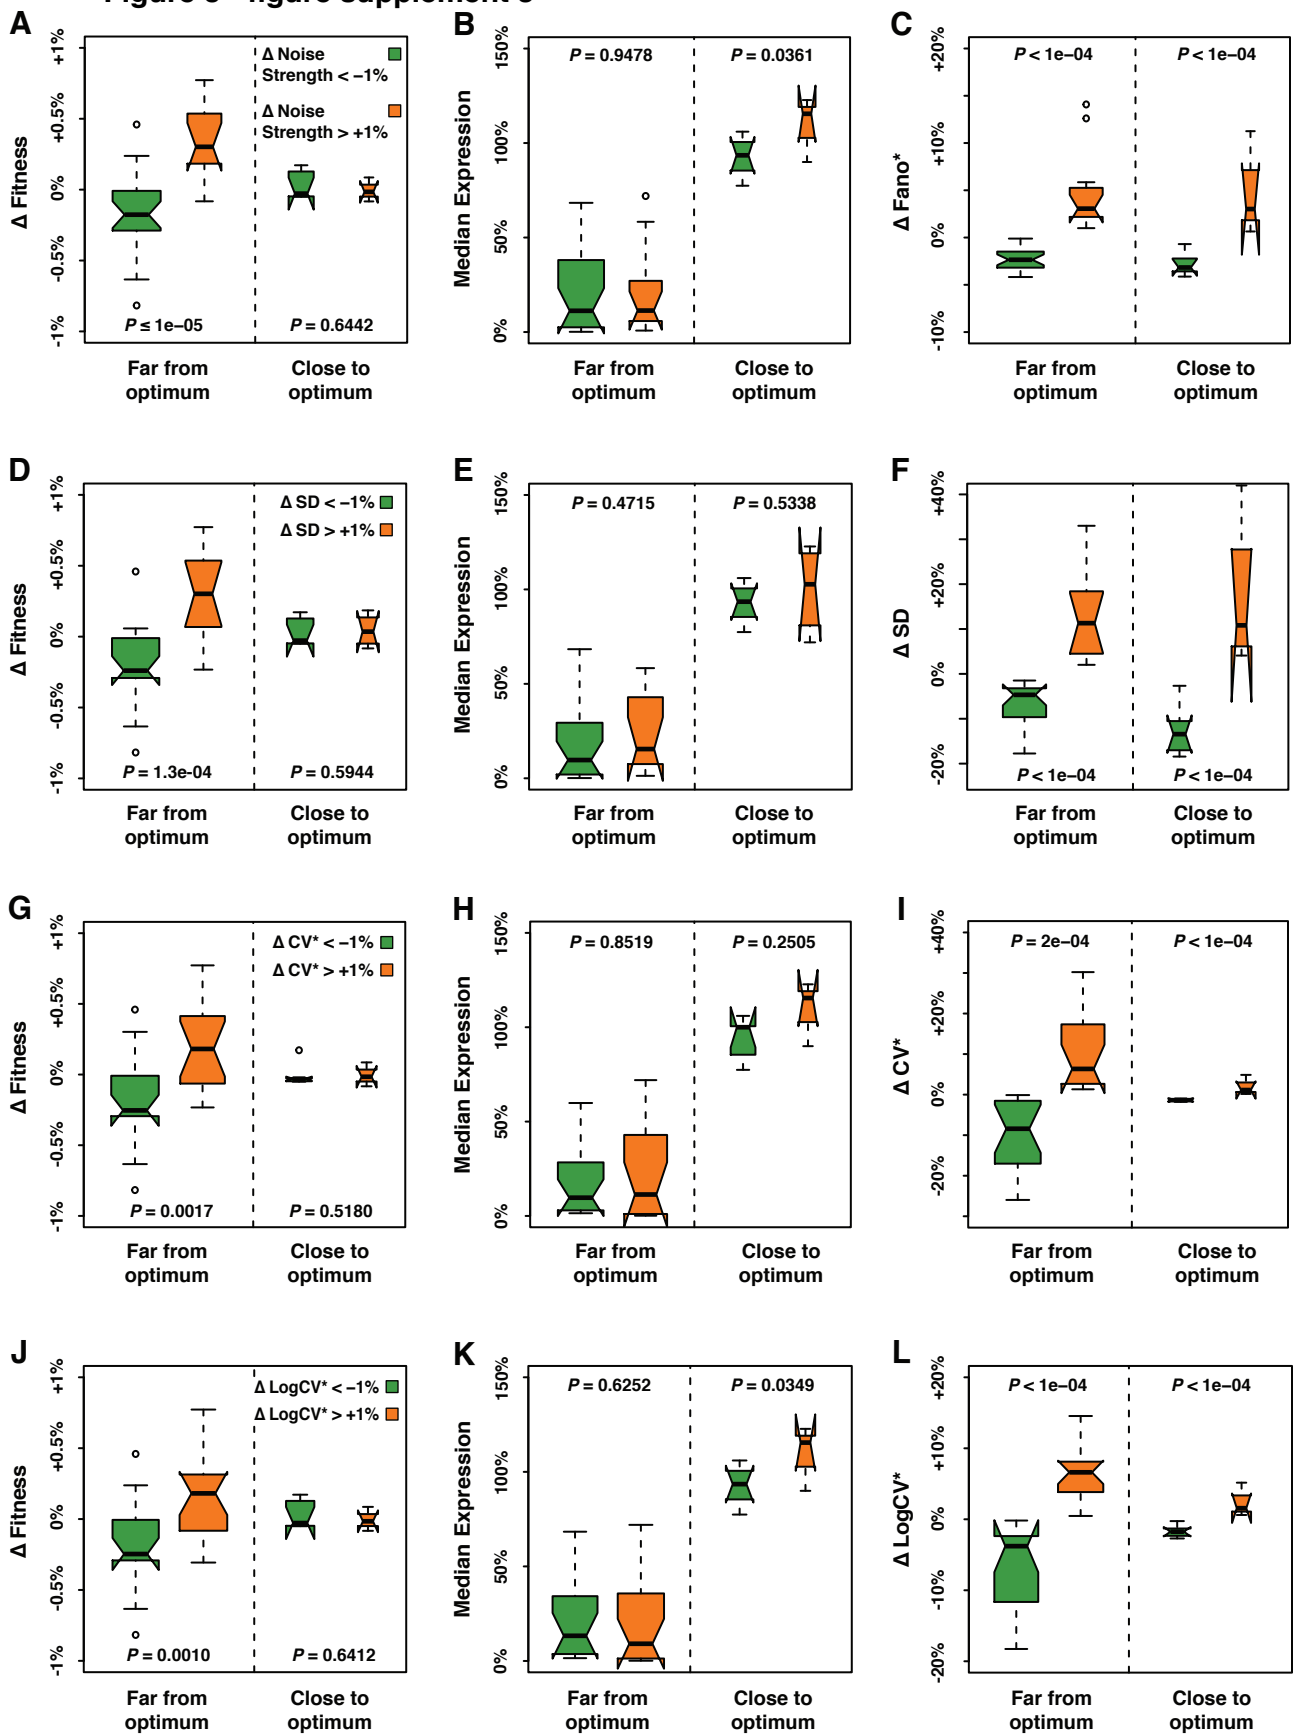 A
Δ Fitness
+1%
+0.5%
0%
-0.5%
-1%
Δ Noise
Strength < −1%
Δ Noise
Strength > +1%
P ≤ 1e−05
P = 0.6442
Far from
optimum
Close to
optimum
B
Median Expression
150%
100%
50%
0%
P = 0.9478
P = 0.0361
Far from
optimum
Close to
optimum
C
Δ Fano*
+20%
+10%
0%
-10%
P < 1e−04
P < 1e−04
Far from
optimum
Close to
optimum
D
Δ Fitness
+1%
+0.5%
0%
-0.5%
-1%
Δ SD < −1%
Δ SD > +1%
P = 1.3e-04
P = 0.5944
Far from
optimum
Close to
optimum
E
Median Expression
150%
100%
50%
0%
P = 0.4715
P = 0.5338
Far from
optimum
Close to
optimum
F
Δ SD
+40%
+20%
0%
-20%
P < 1e−04
P < 1e−04
Far from
optimum
Close to
optimum
G
Δ Fitness
+1%
+0.5%
0%
-0.5%
-1%
Δ CV* < −1%
Δ CV* > +1%
P = 0.0017
P = 0.5180
Far from
optimum
Close to
optimum
H
Median Expression
150%
100%
50%
0%
P = 0.8519
P = 0.2505
Far from
optimum
Close to
optimum
I
Δ CV*
+40%
+20%
0%
-20%
P = 2e−04
P < 1e−04
Far from
optimum
Close to
optimum
J
Δ Fitness
+1%
+0.5%
0%
-0.5%
-1%
Δ LogCV* < −1%
Δ LogCV* > +1%
P = 0.0010
P = 0.6412
Far from
optimum
Close to
optimum
K
Median Expression
150%
100%
50%
0%
P = 0.6252
P = 0.0349
Far from
optimum
Close to
optimum
L
Δ LogCV*
+20%
+10%
0%
-10%
-20%
P < 1e−04
P < 1e−04
Far from
optimum
Close to
optimum